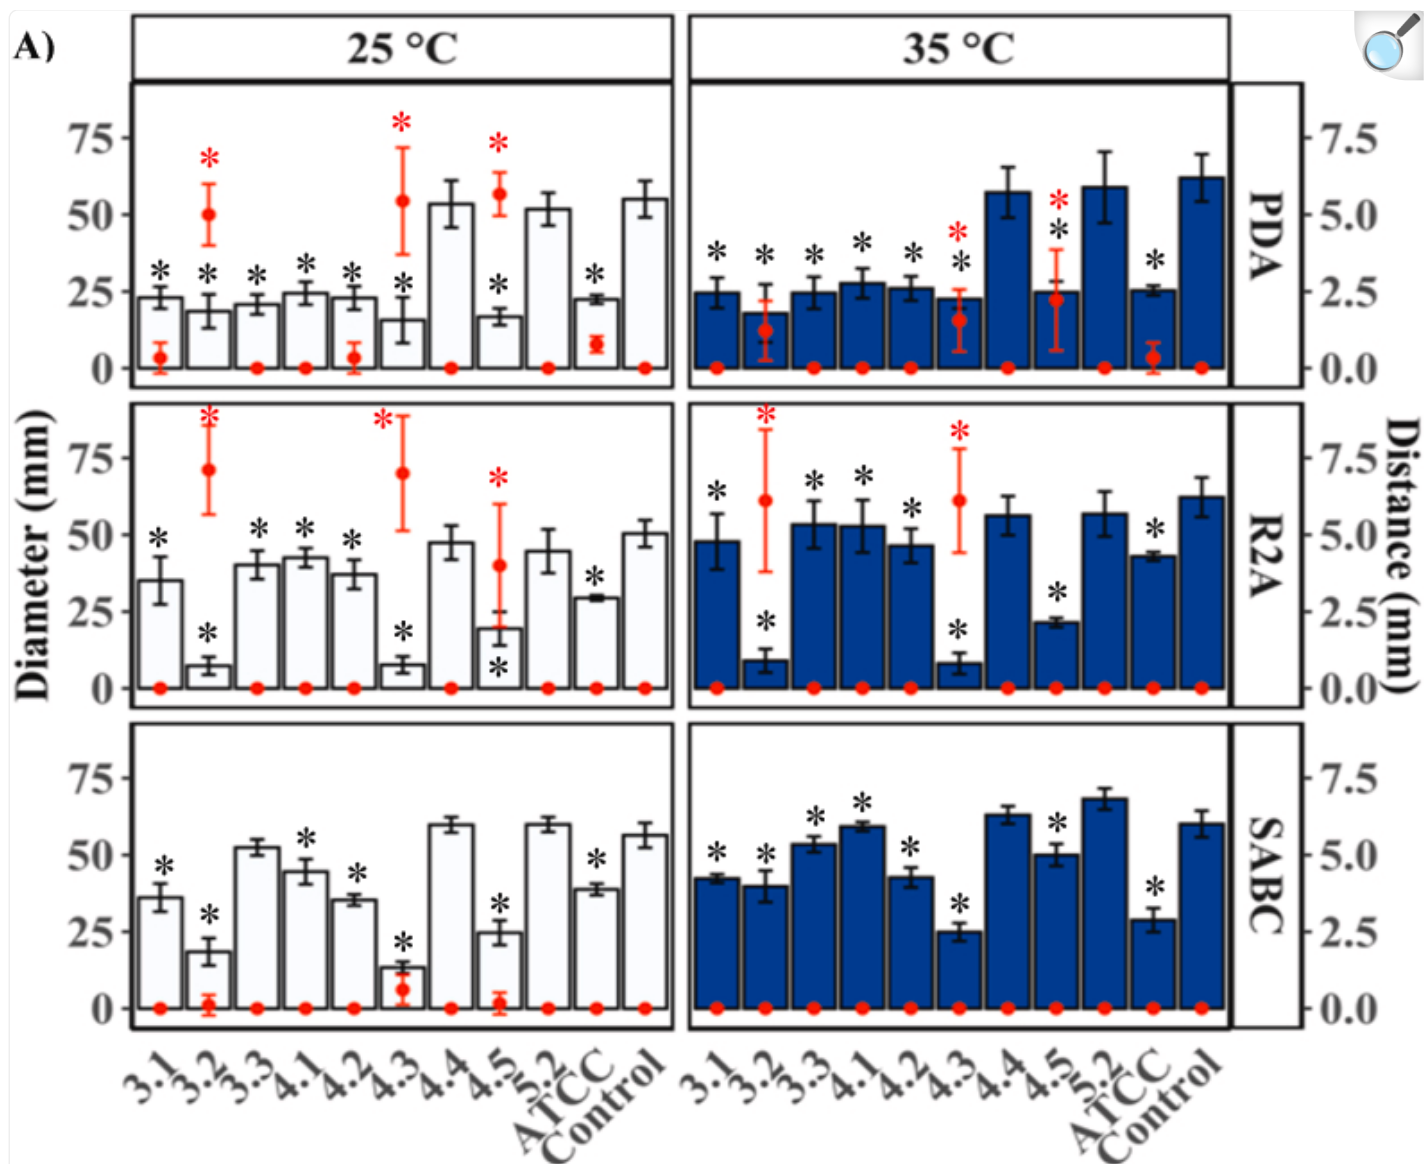 A)
25 °C
35 °C
75
50
25
0
7.5
5.0
2.5
0.0
PDA
* * * * * * * * * * *
* * * * * * * * * * * *
Diameter (mm)
75
50
25
0
7.5
5.0
2.5
0.0
R2A
Distance (mm)
* * * * * * * * * * *
* * * * * * * * * *
75
50
25
0
7.5
5.0
2.5
0.0
SABC
* * * * * * *
* * * * * * * *
3.1 3.2 3.3 4.1 4.2 4.3 4.4 4.5 5.2 ATCC Control
3.1 3.2 3.3 4.1 4.2 4.3 4.4 4.5 5.2 ATCC Control